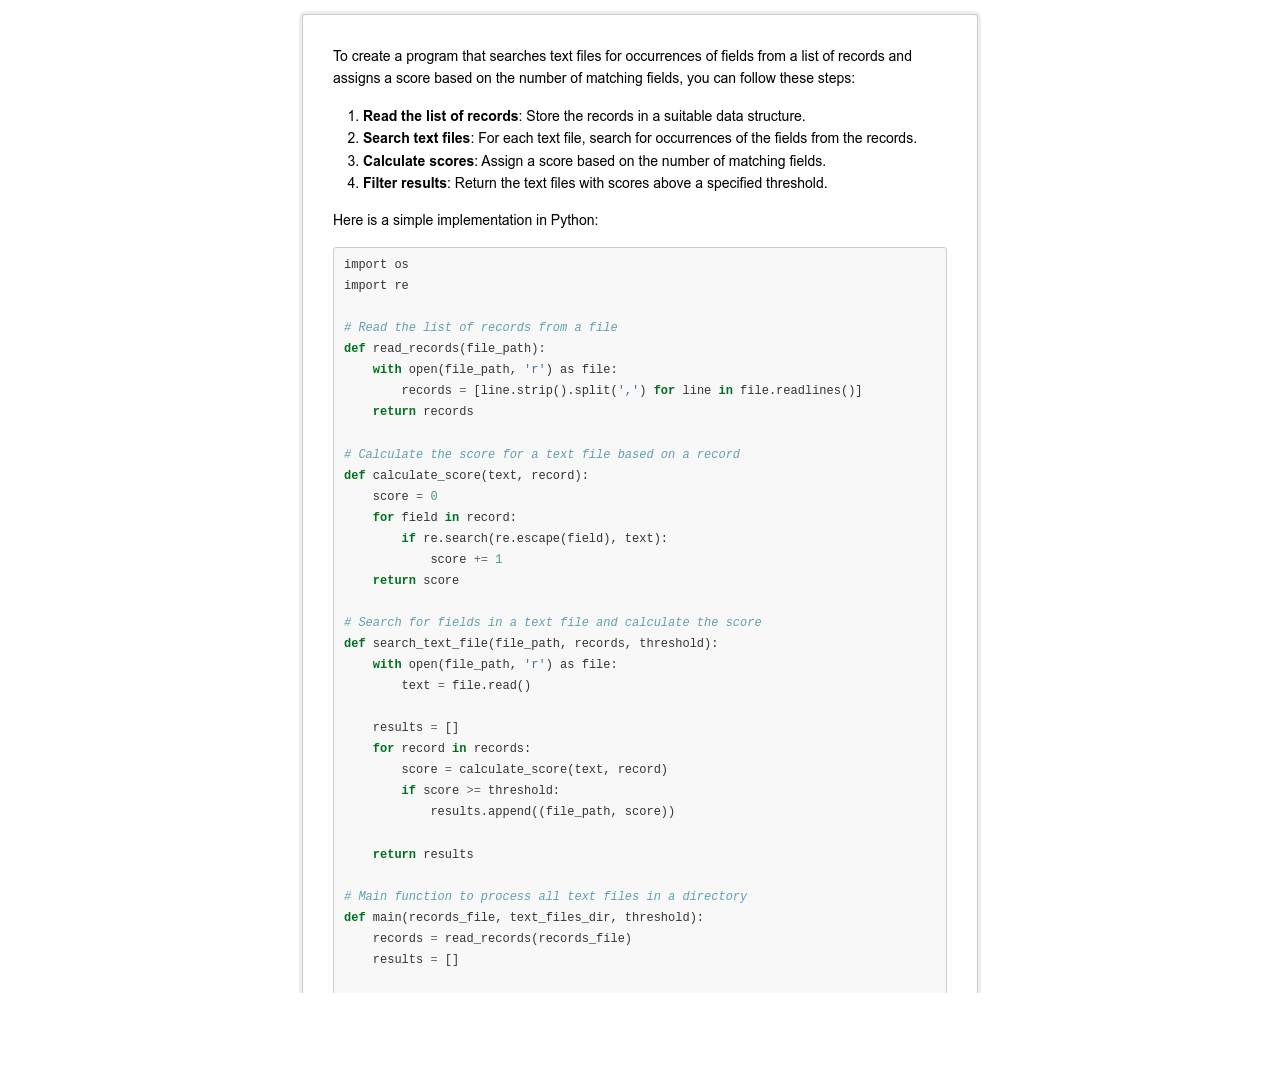 To create a program that searches text files for occurrences of fields from a list of records and
assigns a score based on the number of matching fields, you can follow these steps:
1. Read the list of records: Store the records in a suitable data structure.
2. Search text files: For each text file, search for occurrences of the fields from the records.
3. Calculate scores: Assign a score based on the number of matching fields.
4. Filter results: Return the text files with scores above a specified threshold.
Here is a simple implementation in Python:
import os
import re

# Read the list of records from a file
def read_records(file_path):
    with open(file_path, 'r') as file:
        records = [line.strip().split(',') for line in file.readlines()]
    return records

# Calculate the score for a text file based on a record
def calculate_score(text, record):
    score = 0
    for field in record:
        if re.search(re.escape(field), text):
            score += 1
    return score

# Search for fields in a text file and calculate the score
def search_text_file(file_path, records, threshold):
    with open(file_path, 'r') as file:
        text = file.read()

    results = []
    for record in records:
        score = calculate_score(text, record)
        if score >= threshold:
            results.append((file_path, score))

    return results

# Main function to process all text files in a directory
def main(records_file, text_files_dir, threshold):
    records = read_records(records_file)
    results = []